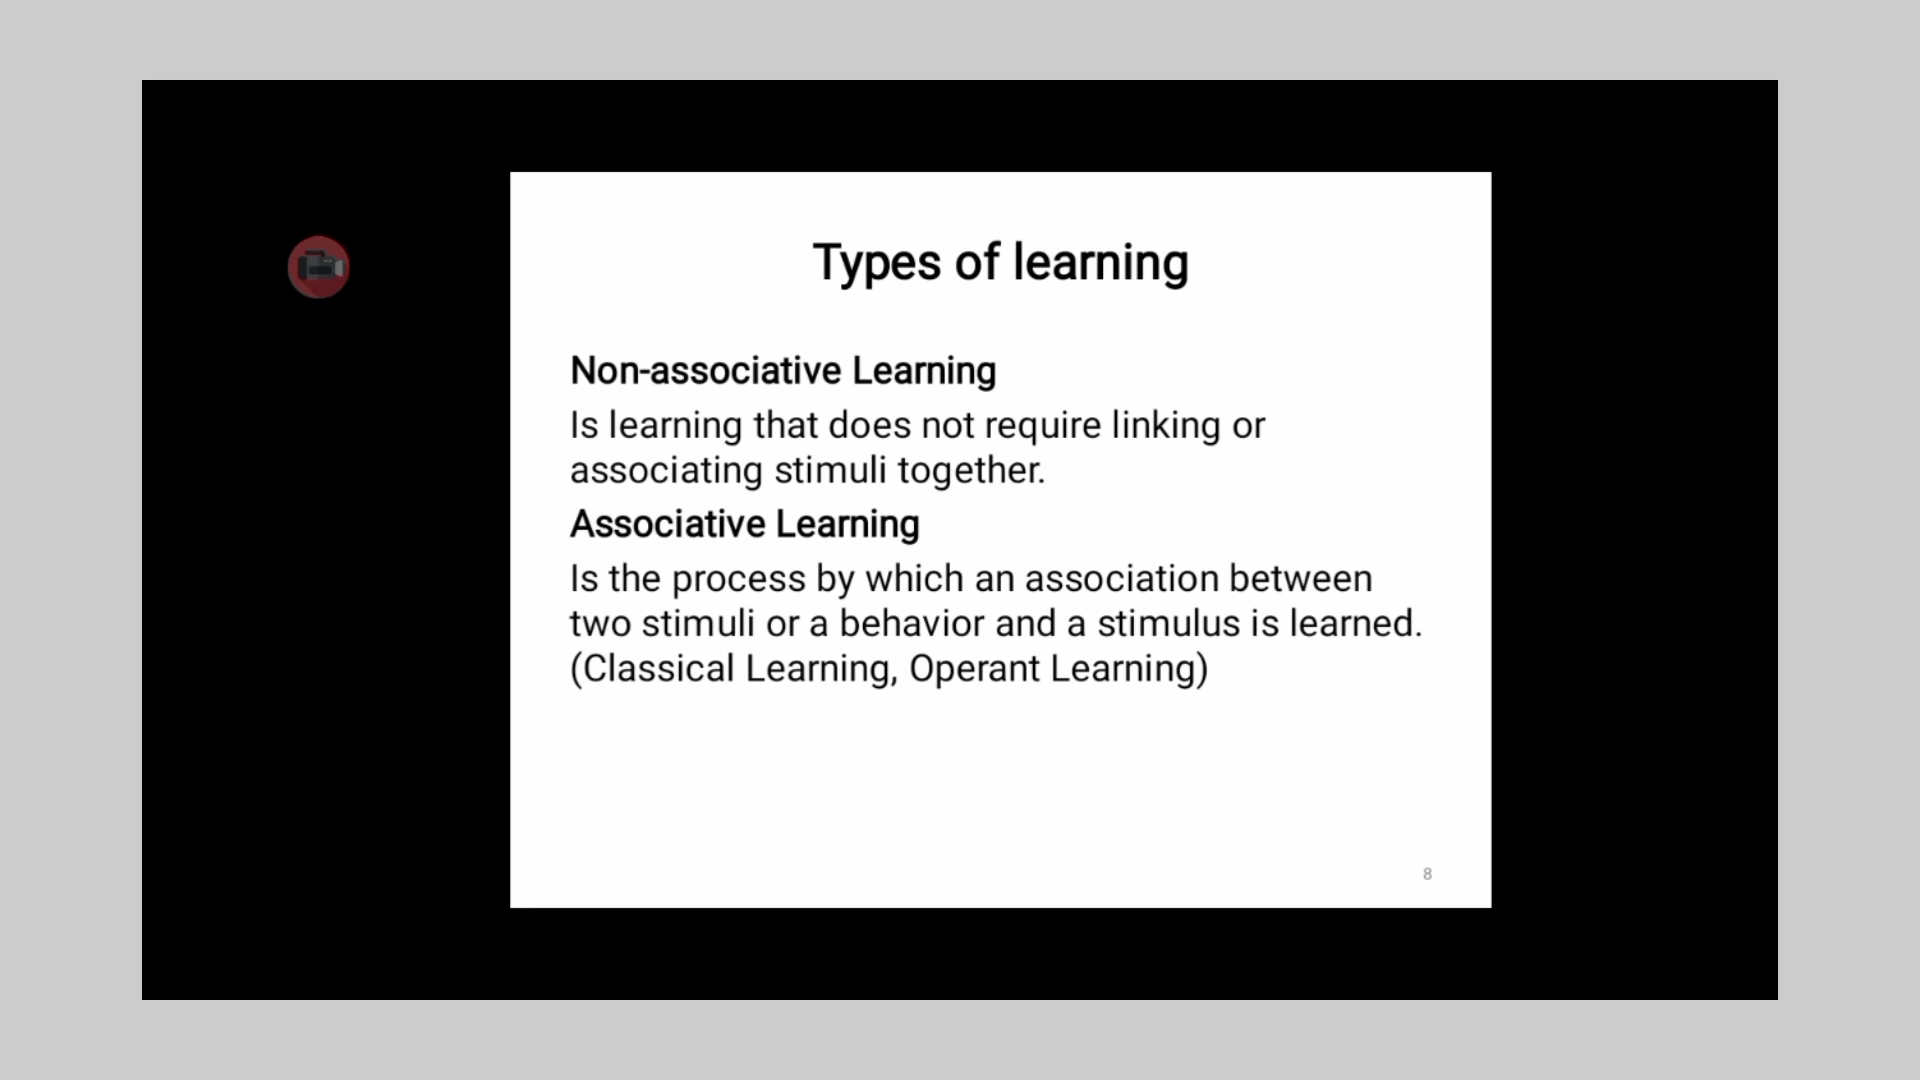 Types of learning
Non-associative Learning
Is learning that does not require linking or
associating stimuli together.
Associative Learning
Is the process by which an association between
two stimuli or a behavior and a stimulus is learned.
(Classical Learning, Operant Learning)
8